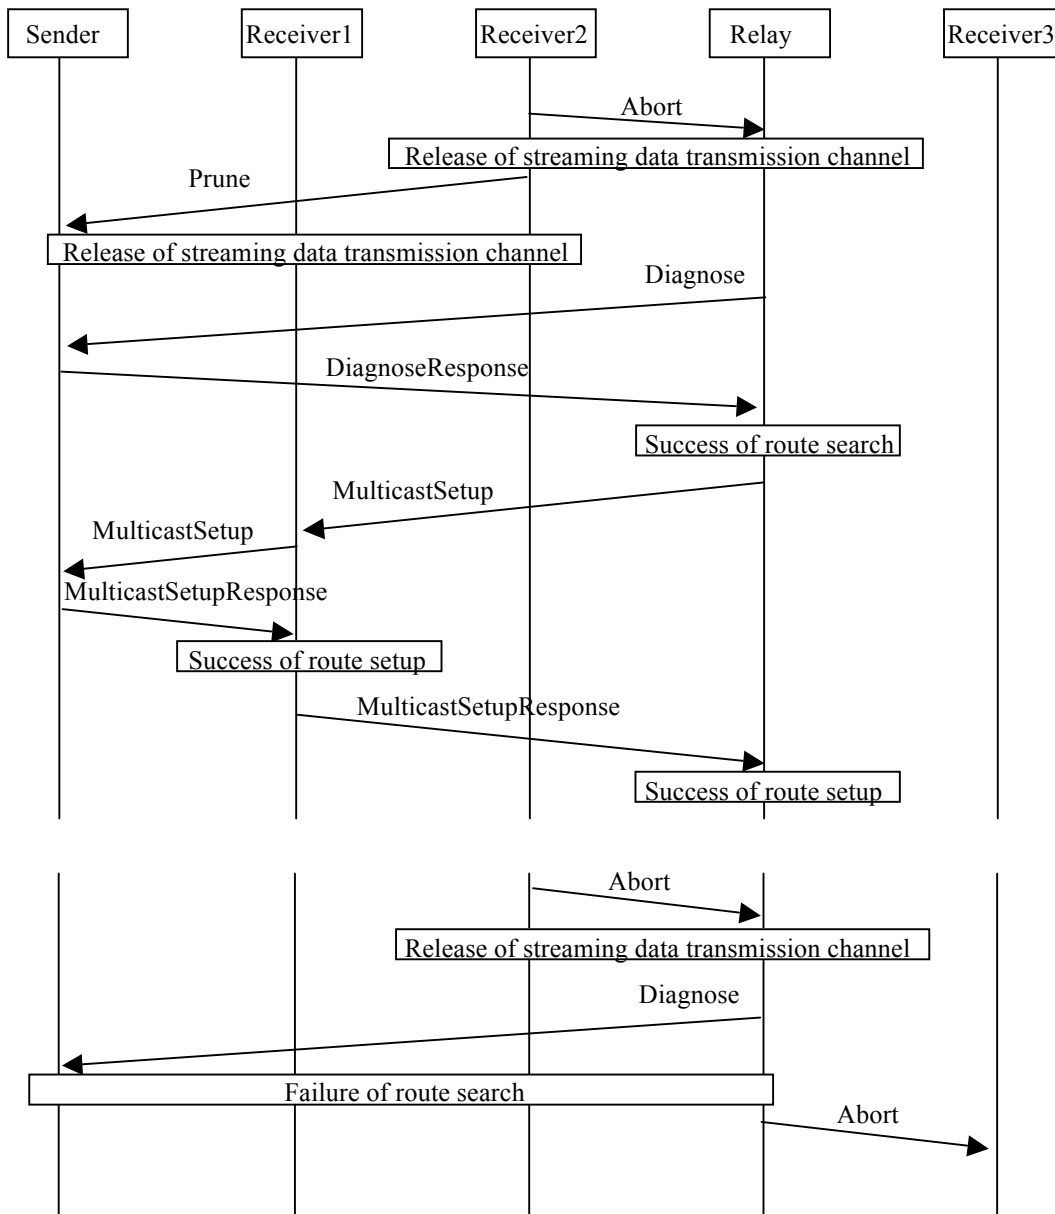 Sender
Receiver1
Receiver2
Relay
Receiver3
Abort
Release of streaming data transmission channel
Prune
Release of streaming data transmission channel
Diagnose
DiagnoseResponse
Success of route search
MulticastSetup
MulticastSetup
MulticastSetupResponse
Success of route setup
MulticastSetupResponse
Success of route setup
Abort
Release of streaming data transmission channel
Diagnose
Failure of route search
Abort